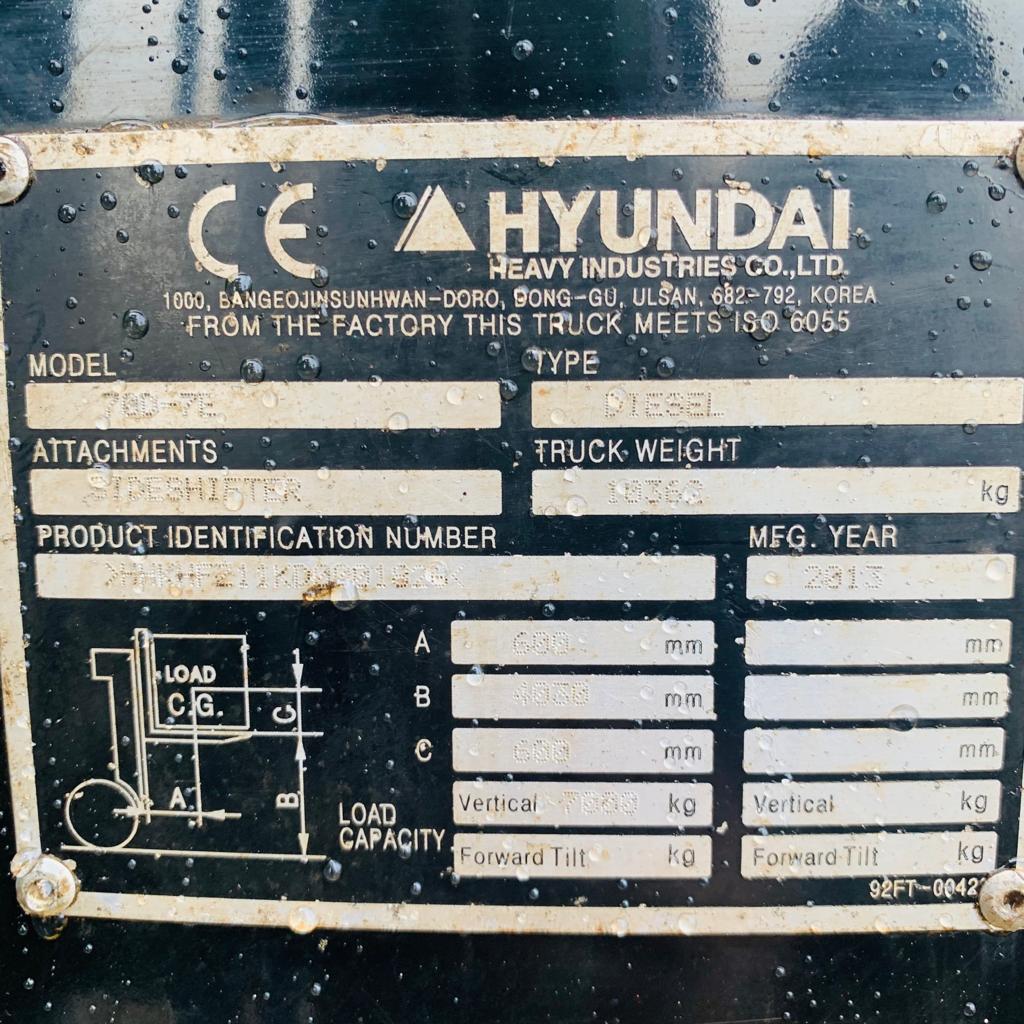 CE HYUNDAI
HEAVY INDUSTRIES CO.,LTD.
1000, BANGEOJINSUNHWAN-DORO, DONG-GU, ULSAN, 682-792, KOREA
FROM THE FACTORY THIS TRUCK MEETS ISO 6055
MODEL TYPE
70D-7E DIESEL
ATTACHMENTS TRUCK WEIGHT
SIDESHIFTER kg
PRODUCT IDENTIFICATION NUMBER MFG. YEAR
2013
A 600 mm mm
LOAD
C.G.
B mm mm
C
C 600 mm mm
A B
LOAD CAPACITY
Vertical 7000 kg Vertical kg
Forward Tilt kg Forward Tilt kg